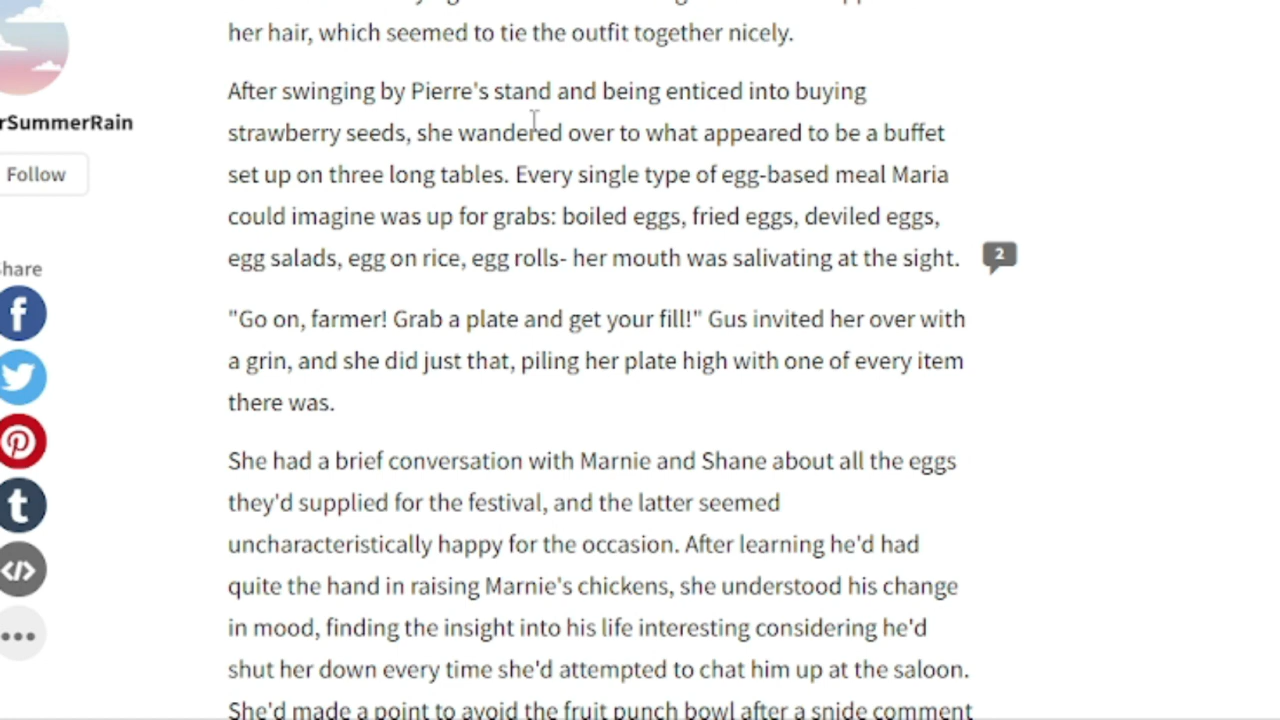 her hair, which seemed to tie the outfit together nicely.
rSummerRain
Follow
After swinging by Pierre's stand and being enticed into buying
strawberry seeds, she wandered over to what appeared to be a buffet
set up on three long tables. Every single type of egg-based meal Maria
could imagine was up for grabs: boiled eggs, fried eggs, deviled eggs,
egg salads, egg on rice, egg rolls- her mouth was salivating at the sight.
2
hare
"Go on, farmer! Grab a plate and get your fill!" Gus invited her over with
a grin, and she did just that, piling her plate high with one of every item
there was.
She had a brief conversation with Marnie and Shane about all the eggs
they'd supplied for the festival, and the latter seemed
uncharacteristically happy for the occasion. After learning he'd had
quite the hand in raising Marnie's chickens, she understood his change
in mood, finding the insight into his life interesting considering he'd
shut her down every time she'd attempted to chat him up at the saloon.
She'd made a point to avoid the fruit punch bowl after a snide comment